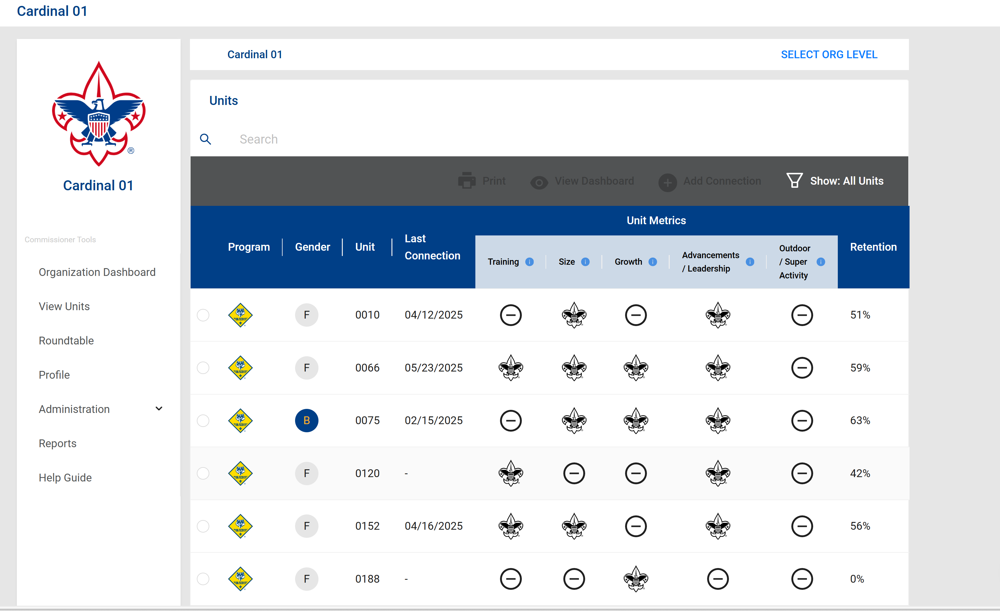 Cardinal 01
Cardinal 01
SELECT ORG LEVEL
®
Cardinal 01
Commissioner Tools
Organization Dashboard
View Units
Roundtable
Profile
Administration
Reports
Help Guide
Units
Search
Print
View Dashboard
Add Connection
Show: All Units
Unit Metrics
Program
Gender
Unit
Last
Connection
Training
Size
Growth
Advancements
/ Leadership
Outdoor
/ Super
Activity
Retention
F 0010 04/12/2025 51%
F 0066 05/23/2025 59%
B 0075 02/15/2025 63%
F 0120 - 42%
F 0152 04/16/2025 56%
F 0188 - 0%